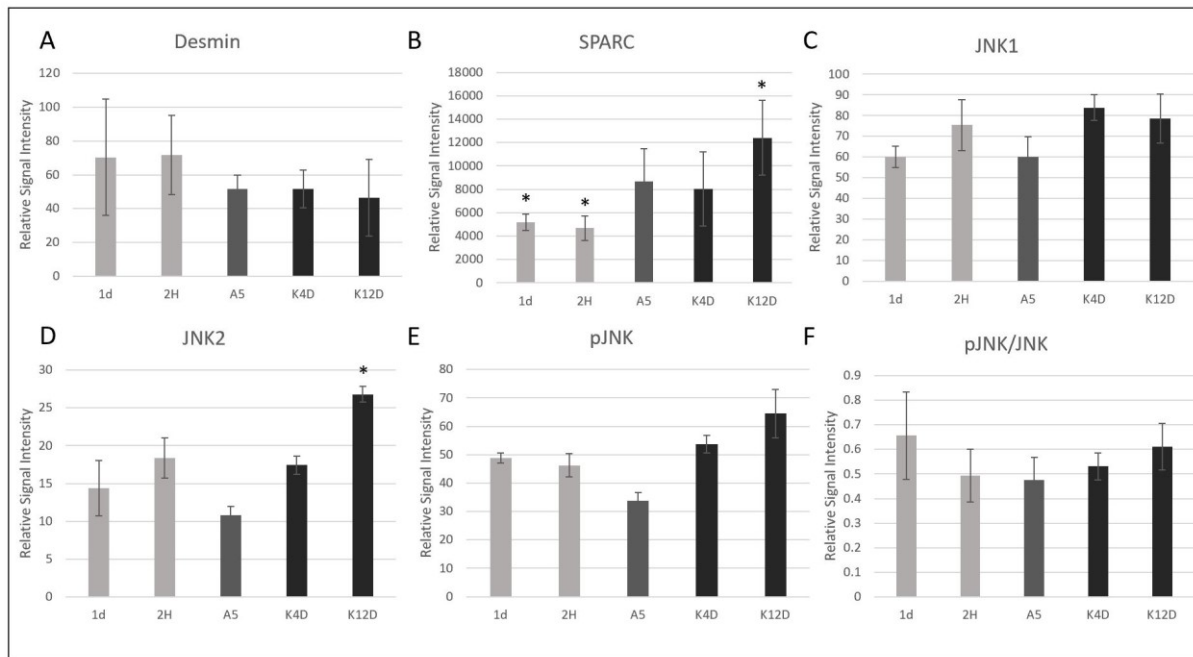 A
Desmin
Relative Signal Intensity
120
100
80
60
40
20
0
1d 2H A5 K4D K12D
B
SPARC
Relative Signal Intensity
18000
16000
14000
12000
10000
8000
6000
4000
2000
0
* * *
1d 2H A5 K4D K12D
C
JNK1
Relative Signal Intensity
100
90
80
70
60
50
40
30
20
10
0
1d 2H A5 K4D K12D
D
JNK2
Relative Signal Intensity
30
25
20
15
10
5
0
*
1d 2H A5 K4D K12D
E
pJNK
Relative Signal Intensity
80
70
60
50
40
30
20
10
0
1d 2H A5 K4D K12D
F
pJNK/JNK
Relative Signal Intensity
0.9
0.8
0.7
0.6
0.5
0.4
0.3
0.2
0.1
0
1d 2H A5 K4D K12D